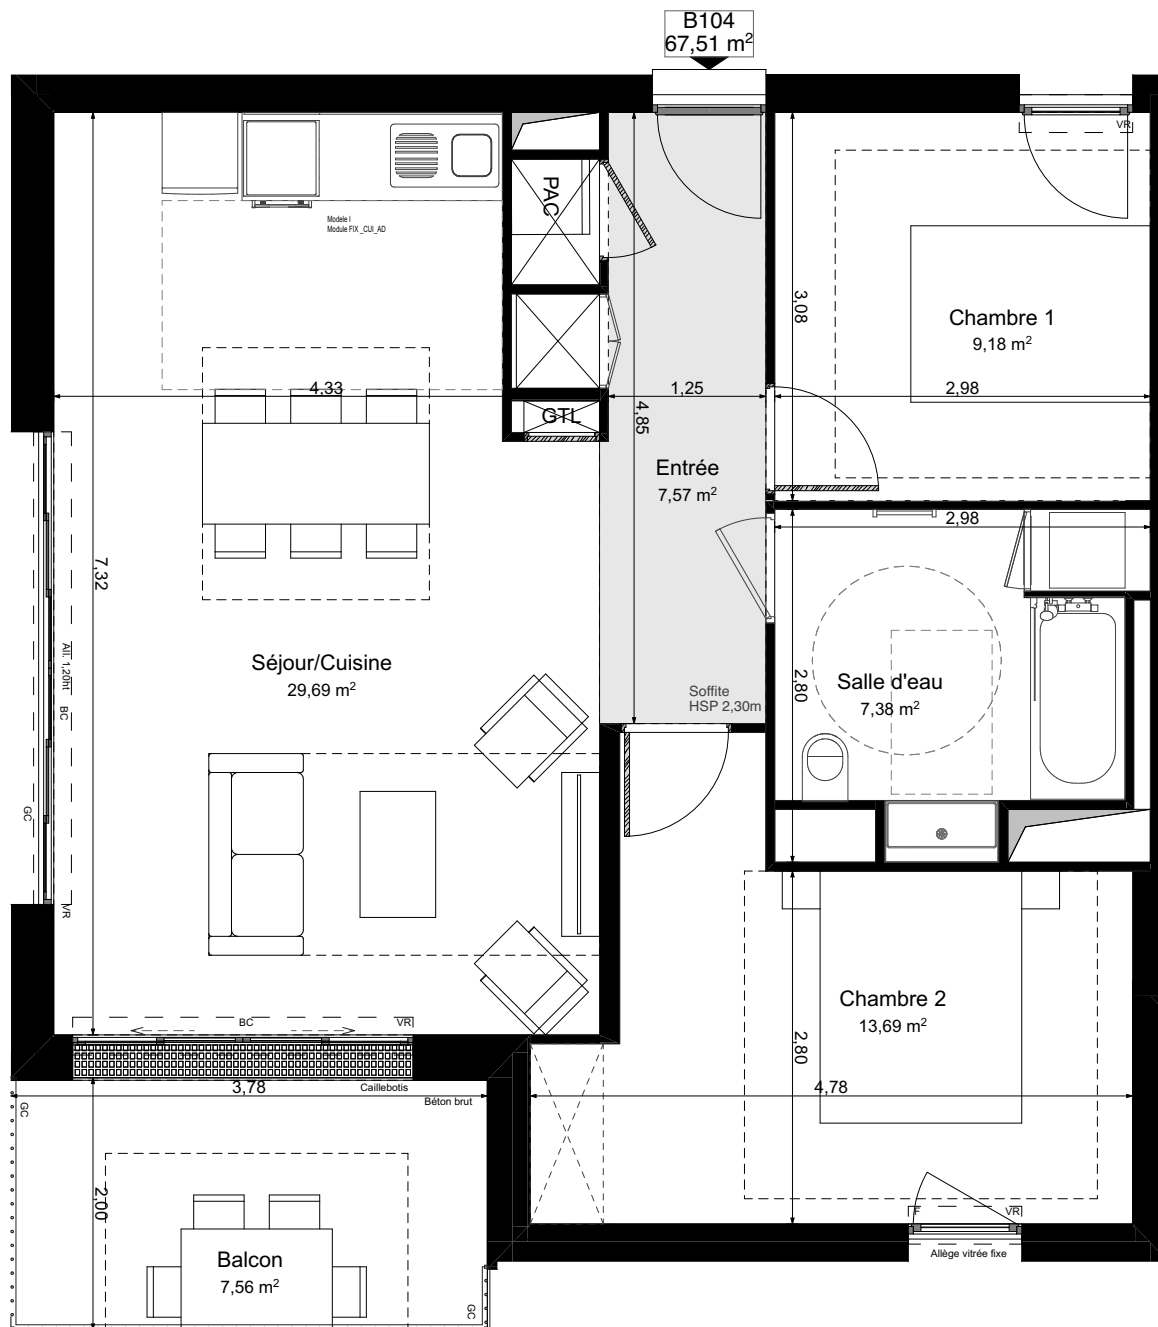 B104
67,51 m²
VR
PAC
Modele I
Module FIX_CUI_AD
3,08
Chambre 1
9,18 m²
4,33
1,25
2,98
GTL
4,85
Entrée
7,57 m²
2,98
7,32
All. 1,20ht BC
Séjour/Cuisine
29,69 m²
2,80
Salle d'eau
7,38 m²
Soffite
HSP 2,30m
GC
VR
Chambre 2
13,69 m²
BC
VR
2,80
Caillebotis
3,78
4,78
Béton brut
GC
2,00
F
VR
Allège vitrée fixe
Balcon
7,56 m²
GC